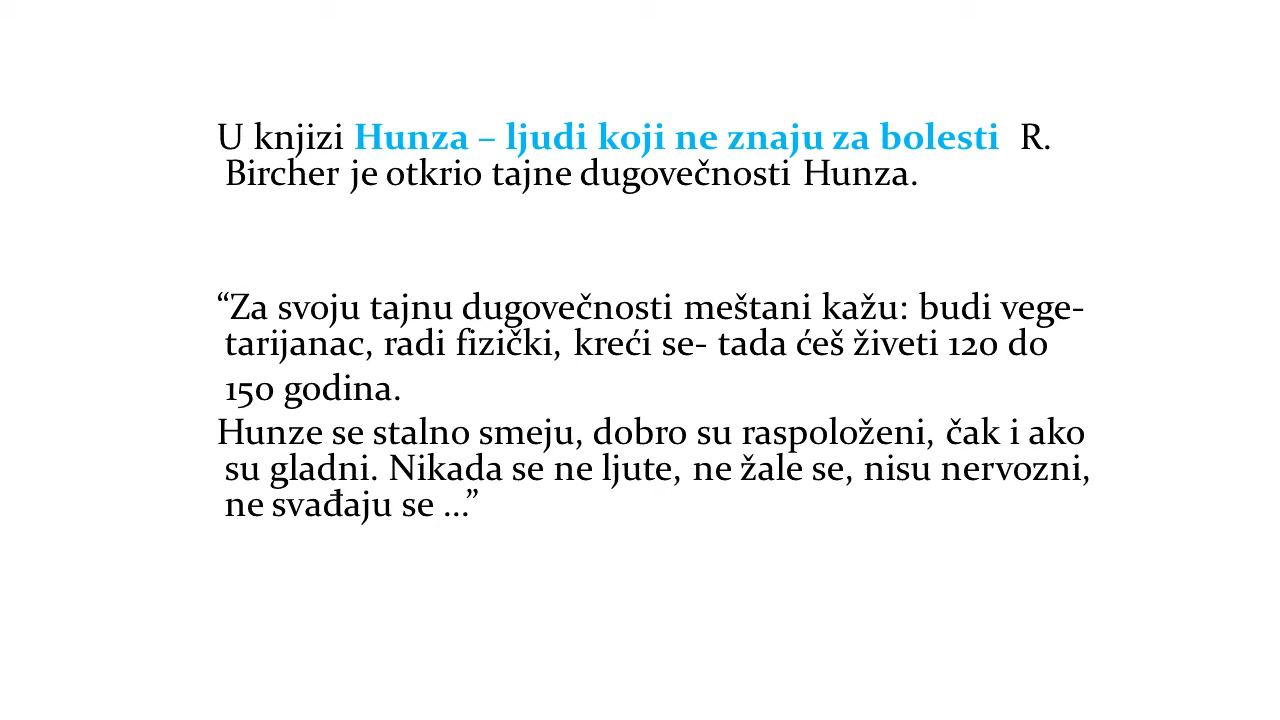 U knjizi Hunza – ljudi koji ne znaju za bolesti R.
Bircher je otkrio tajne dugovečnosti Hunza.
“Za svoju tajnu dugovečnosti meštani kažu: budi vege-
tarijanac, radi fizički, kreći se- tada ćeš živeti 120 do
150 godina.
Hunze se stalno smeju, dobro su raspoloženi, čak i ako
su gladni. Nikada se ne ljute, ne žale se, nisu nervozni,
ne svađaju se ...”